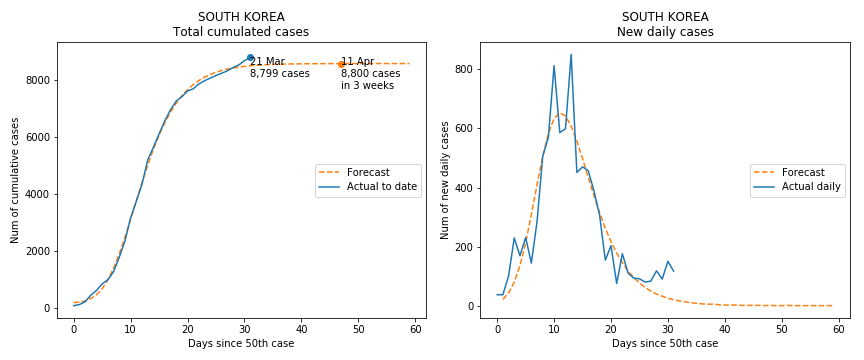 SOUTH KOREA
Total cumulated cases
Num of cumulative cases
8000
6000
4000
2000
0
21 Mar
8,799 cases
11 Apr
8,800 cases
in 3 weeks
Forecast
Actual to date
0 10 20 30 40 50 60
Days since 50th case
SOUTH KOREA
New daily cases
Num of new daily cases
800
600
400
200
0
Forecast
Actual daily
0 10 20 30 40 50 60
Days since 50th case